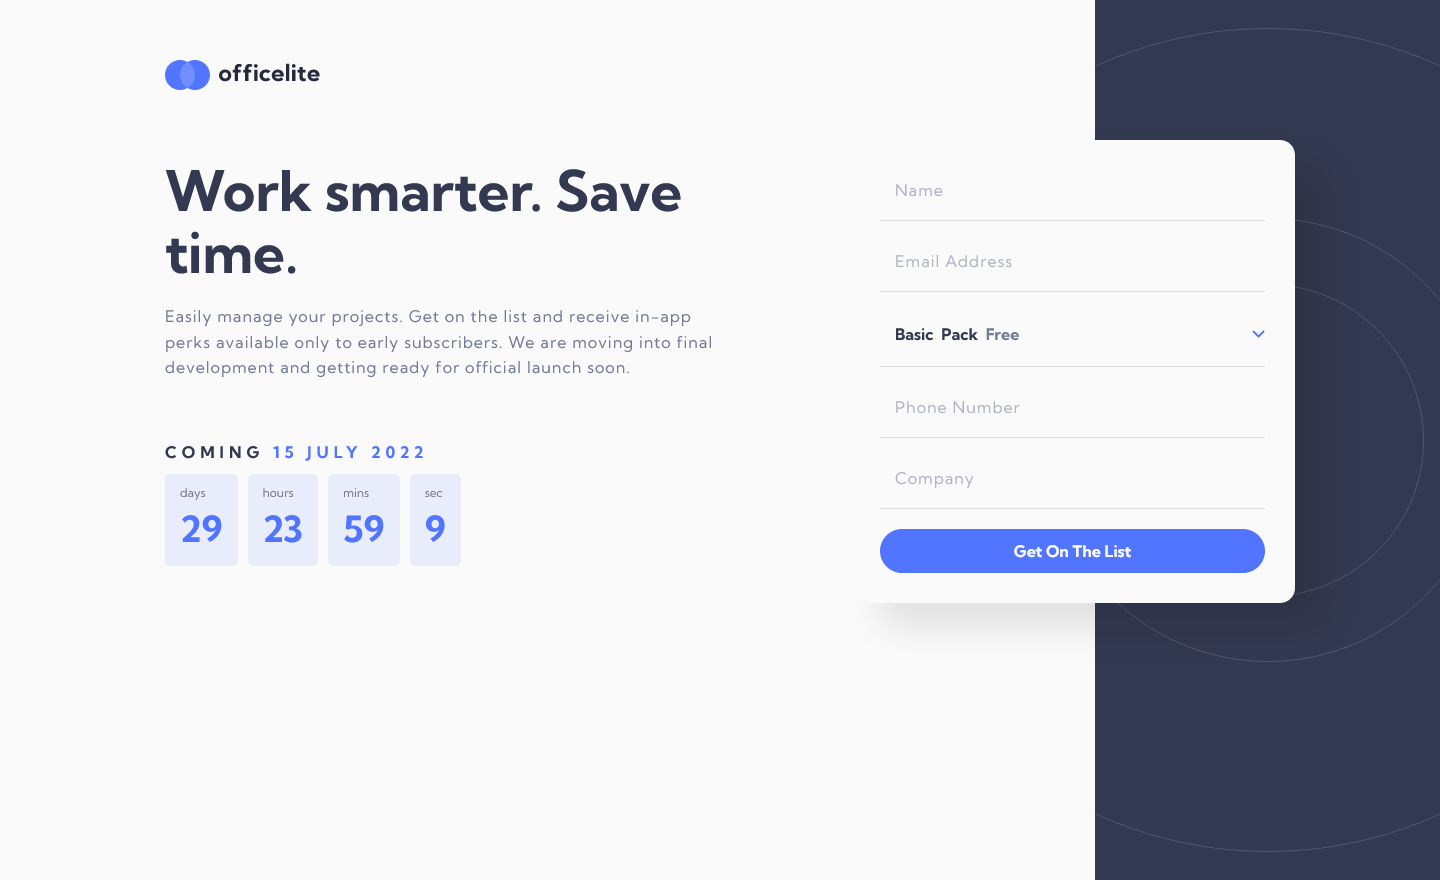 officelite
Work smarter. Save
time.
Easily manage your projects. Get on the list and receive in-app
perks available only to early subscribers. We are moving into final
development and getting ready for official launch soon.
COMING 15 JULY 2022
days hours mins sec
29 23 59 9
Name
Email Address
Basic Pack Free
Phone Number
Company
Get On The List